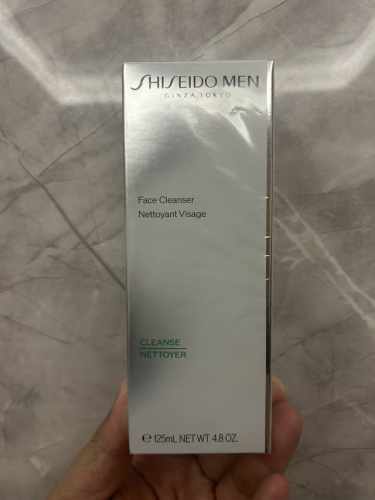 SHISEIDO MEN
GINZA TOKYO
Face Cleanser
Nettoyant Visage
CLEANSE
NETTOYER
℮ 125mL NET WT. 4.8 OZ.